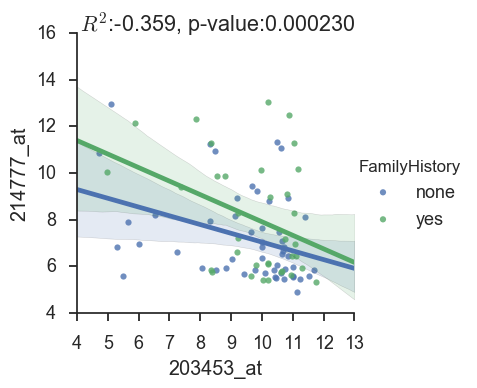 R²:-0.359, p-value:0.000230
16
14
12
10
8
6
4
214777_at
4 5 6 7 8 9 10 11 12 13
203453_at
FamilyHistory
none
yes